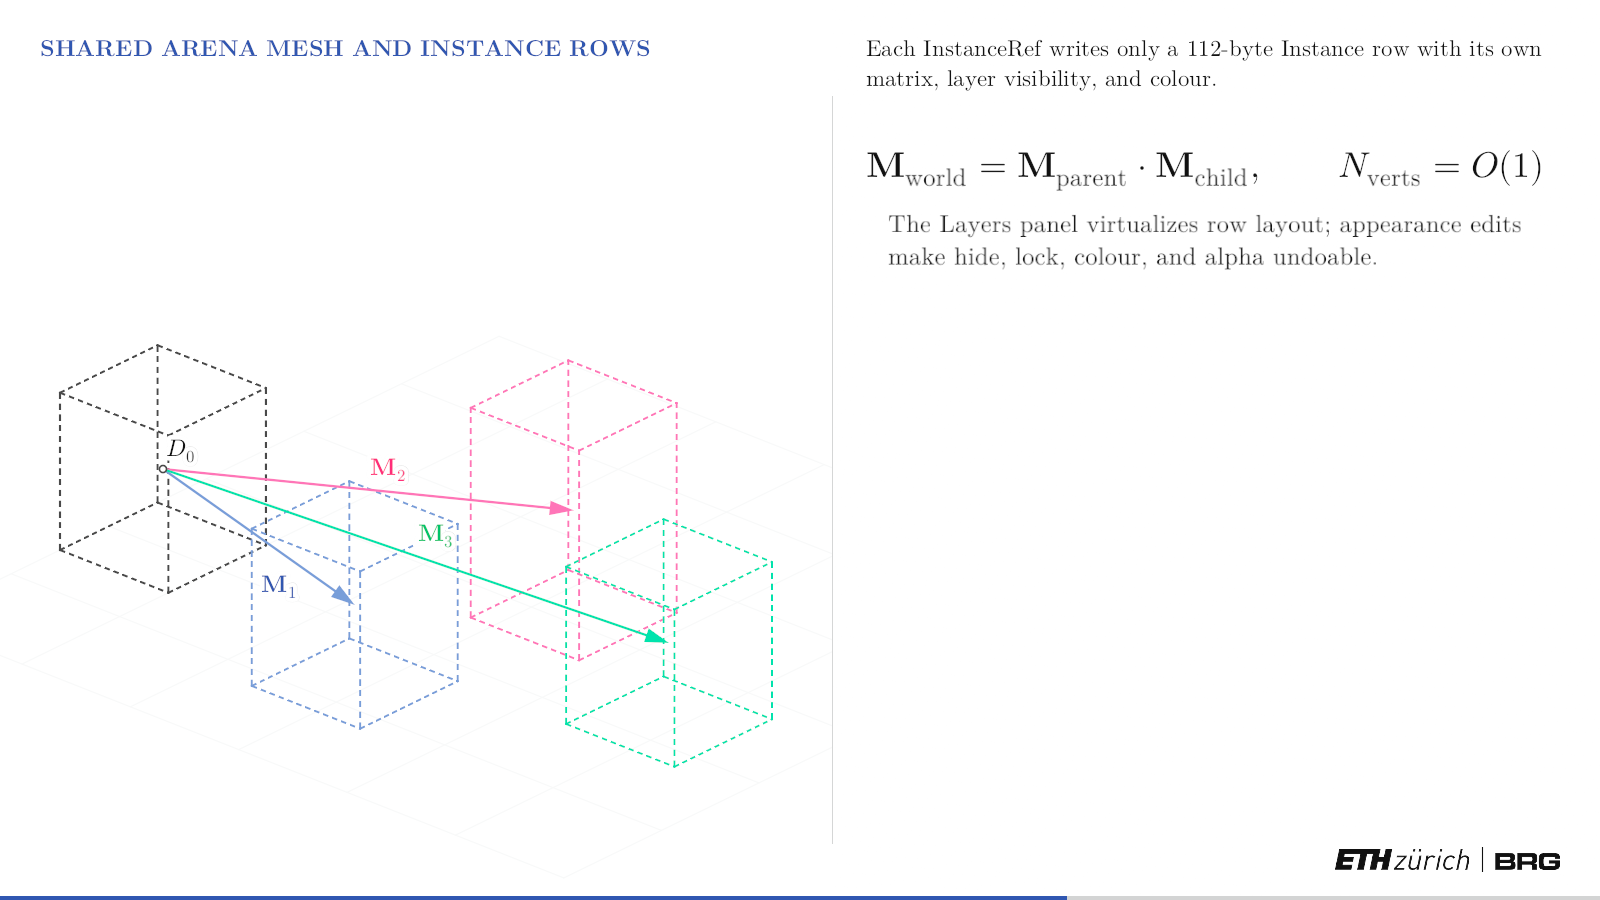 SHARED ARENA MESH AND INSTANCE ROWS
Each InstanceRef writes only a 112-byte Instance row with its own
matrix, layer visibility, and colour.
M_world = M_parent · M_child,  N_verts = O(1)
The Layers panel virtualizes row layout; appearance edits
make hide, lock, colour, and alpha undoable.
D_0
M_2
M_3
M_1
ETH zürich | BRG